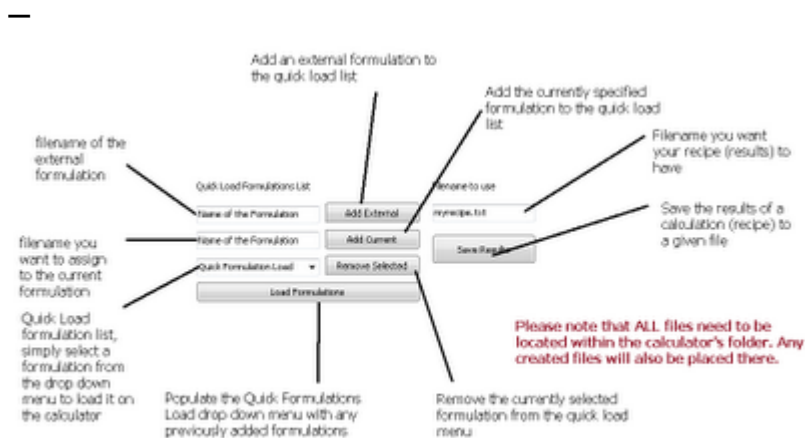 Add an external formulation to
the quick load list
Add the currently specified
formulation to the quick load
list
filename of the
external
formulation
Filename you want
your recipe (results) to
have
Quick Load Formulations List
Filename to use
Name of the Formulation
Add External
myrecipe.txt
Save the results of a
calculation (recipe) to
a given file
Name of the Formulation
Add Current
Save Results
filename you
want to assign
to the current
formulation
Quick Formulation Load
Remove Selected
Load Formulations
Quick Load
formulation list,
simply select a
formulation from
the drop down
menu to load it on
the calculator
Please note that ALL files need to be
located within the calculator's folder. Any
created files will also be placed there.
Populate the Quick Formulations
Load drop down menu with any
previously added formulations
Remove the currently selected
formulation from the quick load
menu